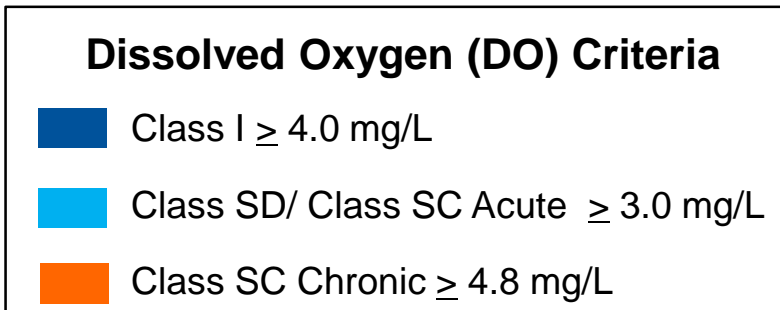 Dissolved Oxygen (DO) Criteria
Class I ≥ 4.0 mg/L
Class SD/ Class SC Acute ≥ 3.0 mg/L
Class SC Chronic ≥ 4.8 mg/L